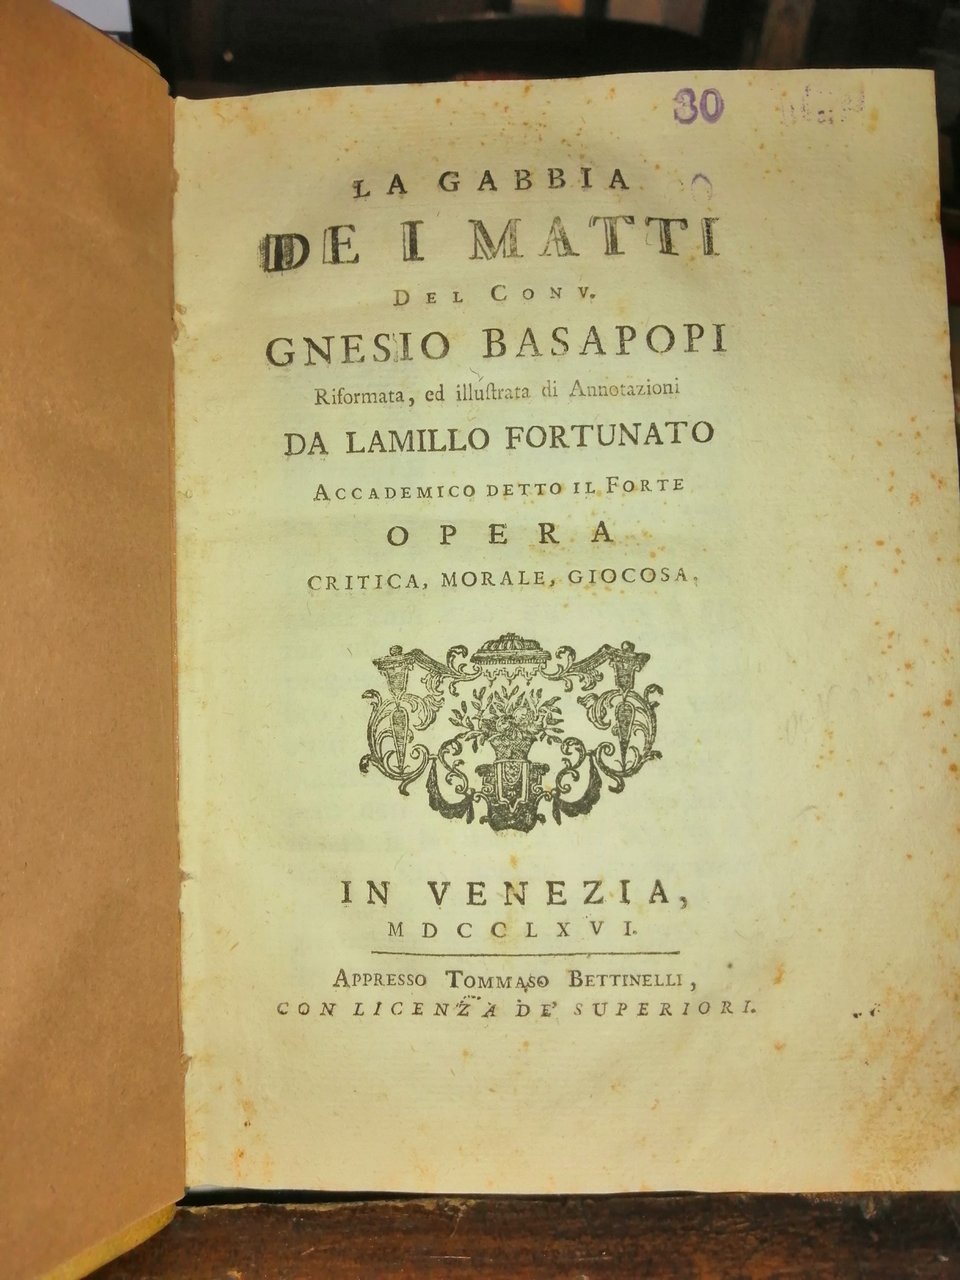 30
LA GABBIA
DE I MATTI
DEL CONV.
GNESIO BASAPOPI
Riformata, ed illuſtrata di Annotazioni
DA LAMILLO FORTUNATO
ACCADEMICO DETTO IL FORTE
OPERA
CRITICA, MORALE, GIOCOSA.
IN VENEZIA,
MDCCLXVI.
APPRESSO TOMMASO BETTINELLI,
CON LICENZA DE' SUPERIORI.